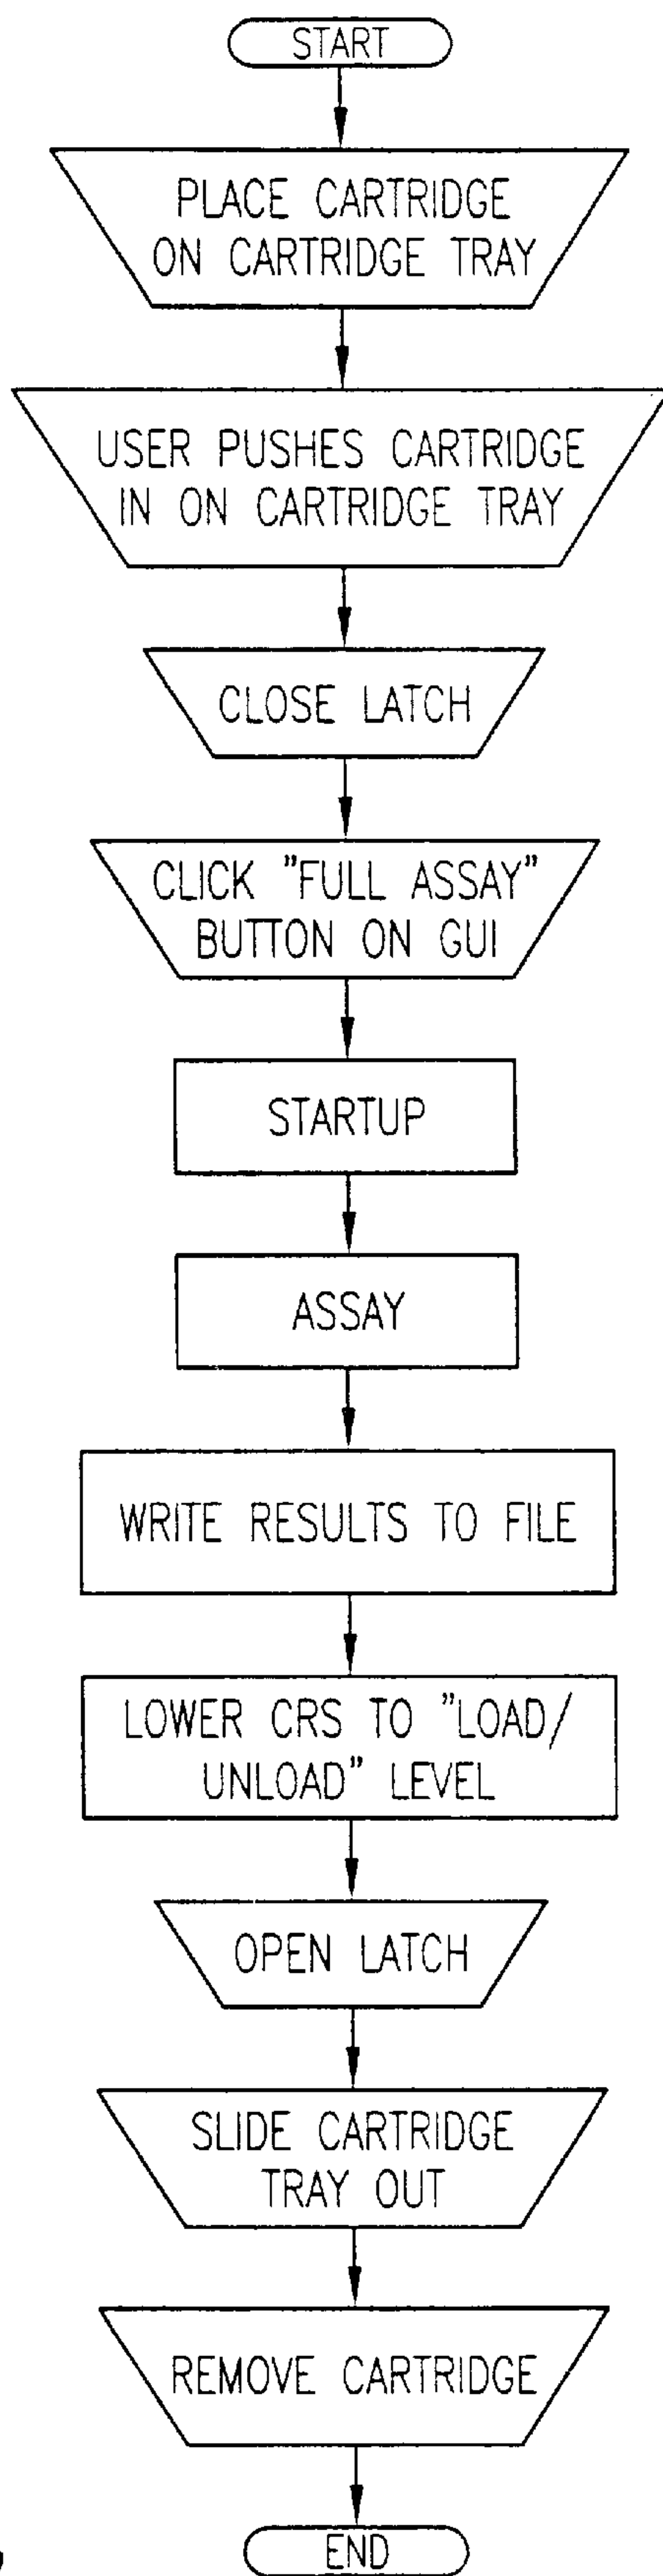 START
PLACE CARTRIDGE
ON CARTRIDGE TRAY
USER PUSHES CARTRIDGE
IN ON CARTRIDGE TRAY
CLOSE LATCH
CLICK "FULL ASSAY"
BUTTON ON GUI
STARTUP
ASSAY
WRITE RESULTS TO FILE
LOWER CRS TO "LOAD/
UNLOAD" LEVEL
OPEN LATCH
SLIDE CARTRIDGE
TRAY OUT
REMOVE CARTRIDGE
END